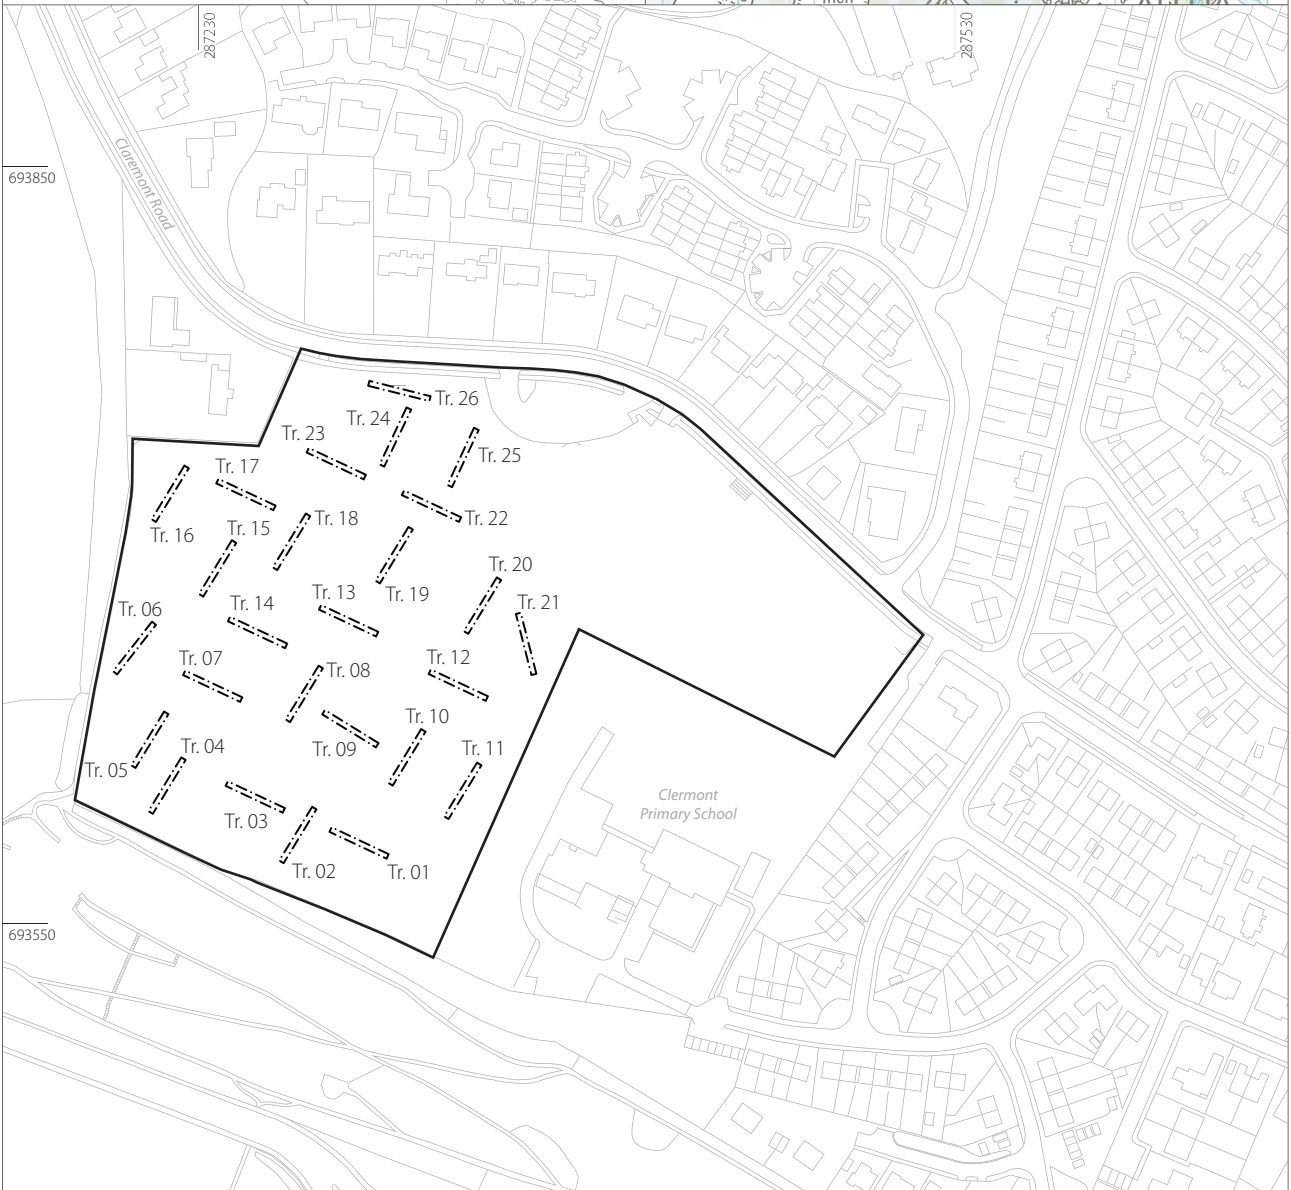 287230
287530
Claremont Road
693850
Tr. 26
Tr. 24
Tr. 23
Tr. 25
Tr. 17
Tr. 22
Tr. 18
Tr. 15
Tr. 16
Tr. 20
Tr. 19
Tr. 21
Tr. 13
Tr. 14
Tr. 06
Tr. 12
Tr. 07
Tr. 08
Tr. 10
Tr. 09
Tr. 11
Tr. 04
Tr. 05
Clermont
Primary School
Tr. 03
Tr. 02
Tr. 01
693550